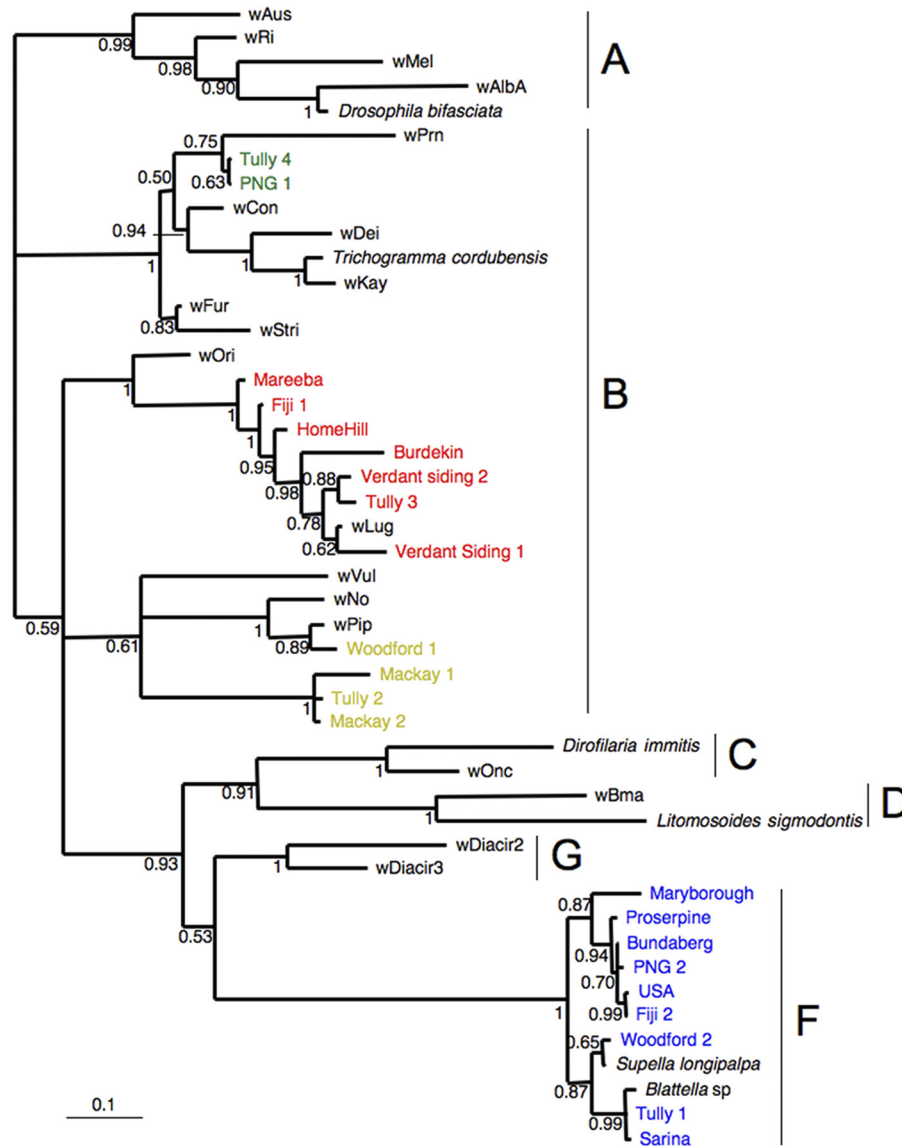 wAus
wRi
0.99
0.98
wMel
0.90
wAlbA
1
Drosophila bifasciata
A
0.75
wPrn
Tully 4
0.50
0.63
PNG 1
wCon
0.94
wDei
1
1
Trichogramma cordubensis
1
wKay
wFur
0.83
wStri
B
wOri
1
Mareeba
1
Fiji 1
1
HomeHill
0.95
Burdekin
0.98
0.88
Verdant siding 2
Tully 3
0.78
wLug
0.62
Verdant Siding 1
wVul
wNo
0.59
0.61
1
wPip
0.89
Woodford 1
Mackay 1
1
Tully 2
Mackay 2
Dirofilaria immitis
1
wOnc
C
0.91
wBma
1
Litomosoides sigmodontis
D
0.93
wDiacir2
1
wDiacir3
G
0.53
0.87
Maryborough
Proserpine
0.94
Bundaberg
PNG 2
0.70
USA
0.99
Fiji 2
1
F
0.65
Woodford 2
Supella longipalpa
0.87
Blattella sp
Tully 1
0.99
Sarina
0.1